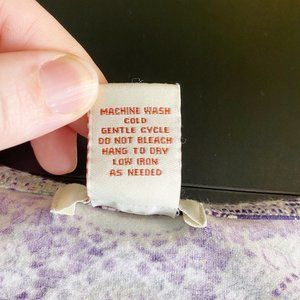 MACHINE WASH
COLD
GENTLE CYCLE
DO NOT BLEACH
HANG TO DRY
LOW IRON
AS NEEDED